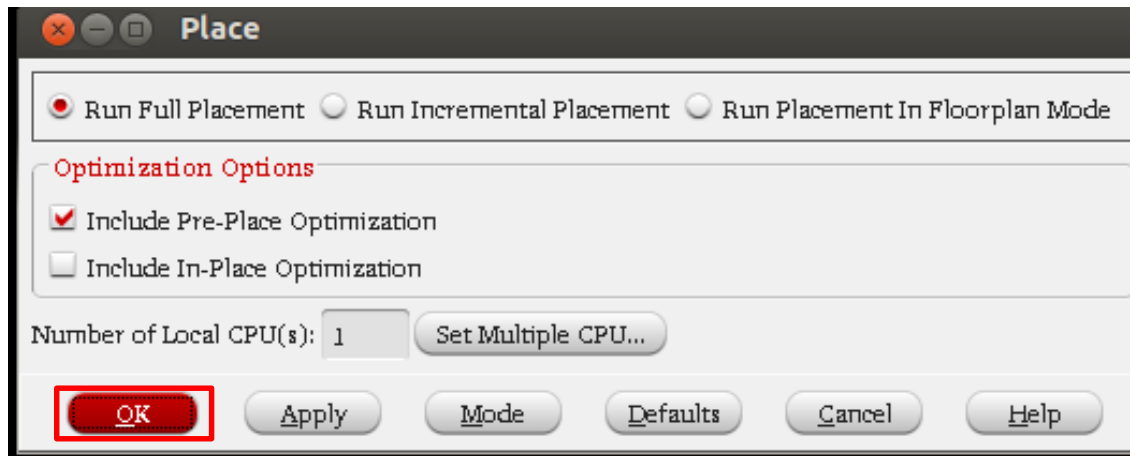 Place
Run Full Placement Run Incremental Placement Run Placement In Floorplan Mode
Optimization Options
Include Pre-Place Optimization
Include In-Place Optimization
Number of Local CPU(s): 1 Set Multiple CPU...
OK Apply Mode Defaults Cancel Help